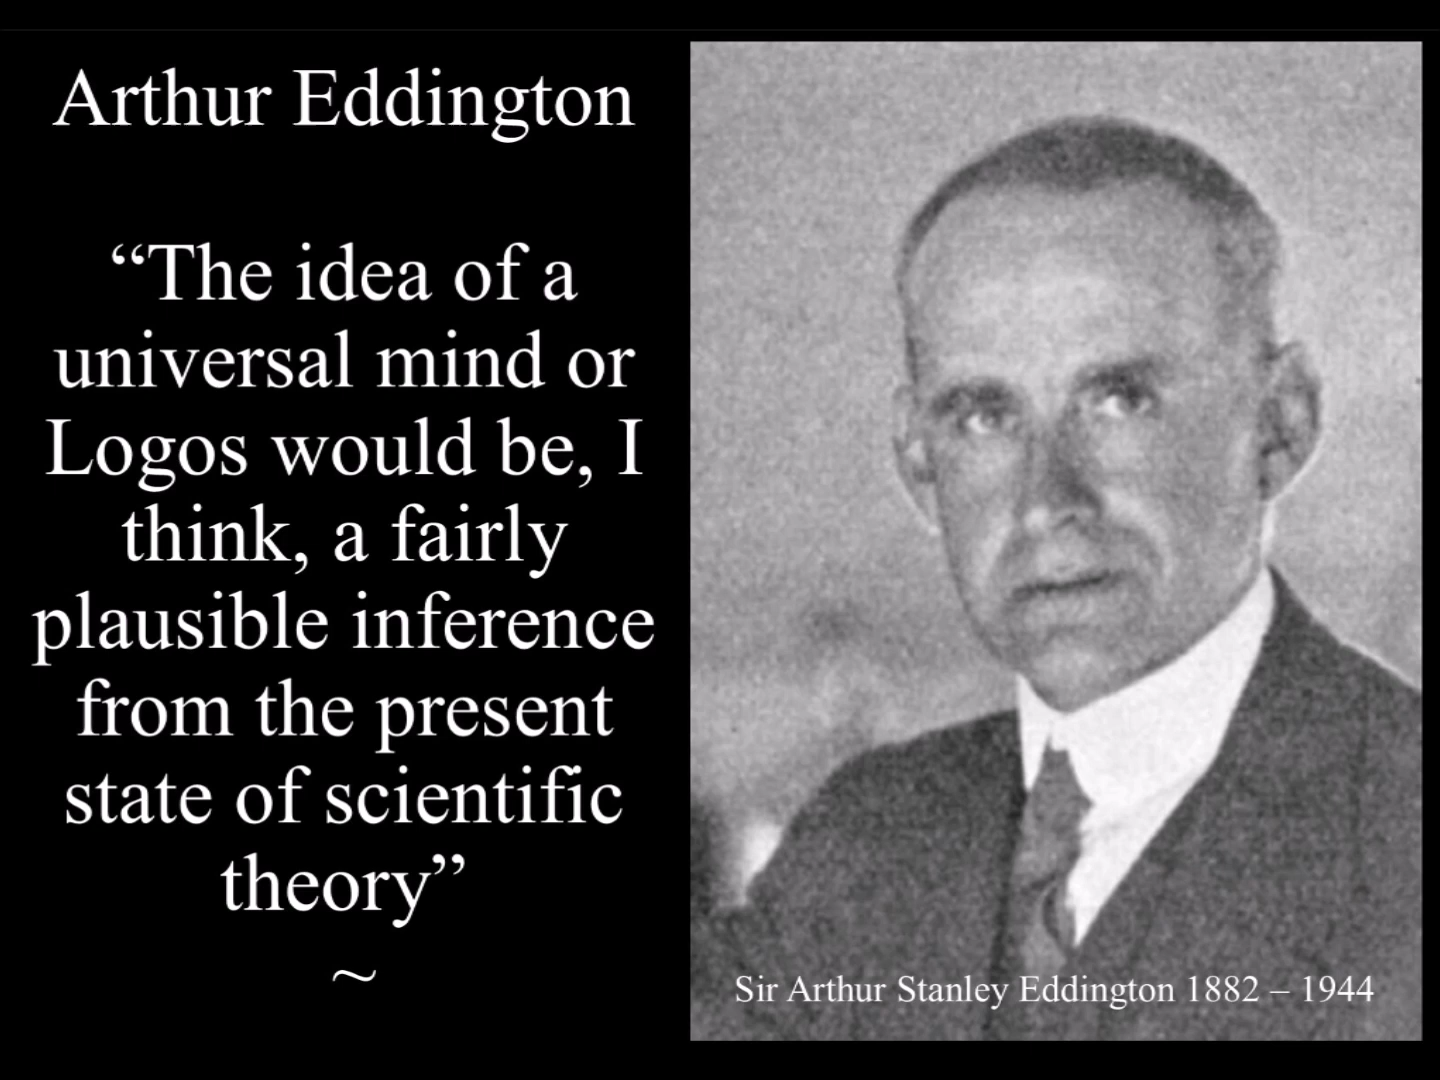 Arthur Eddington
“The idea of a
universal mind or
Logos would be, I
think, a fairly
plausible inference
from the present
state of scientific
theory”
~
Sir Arthur Stanley Eddington 1882 – 1944